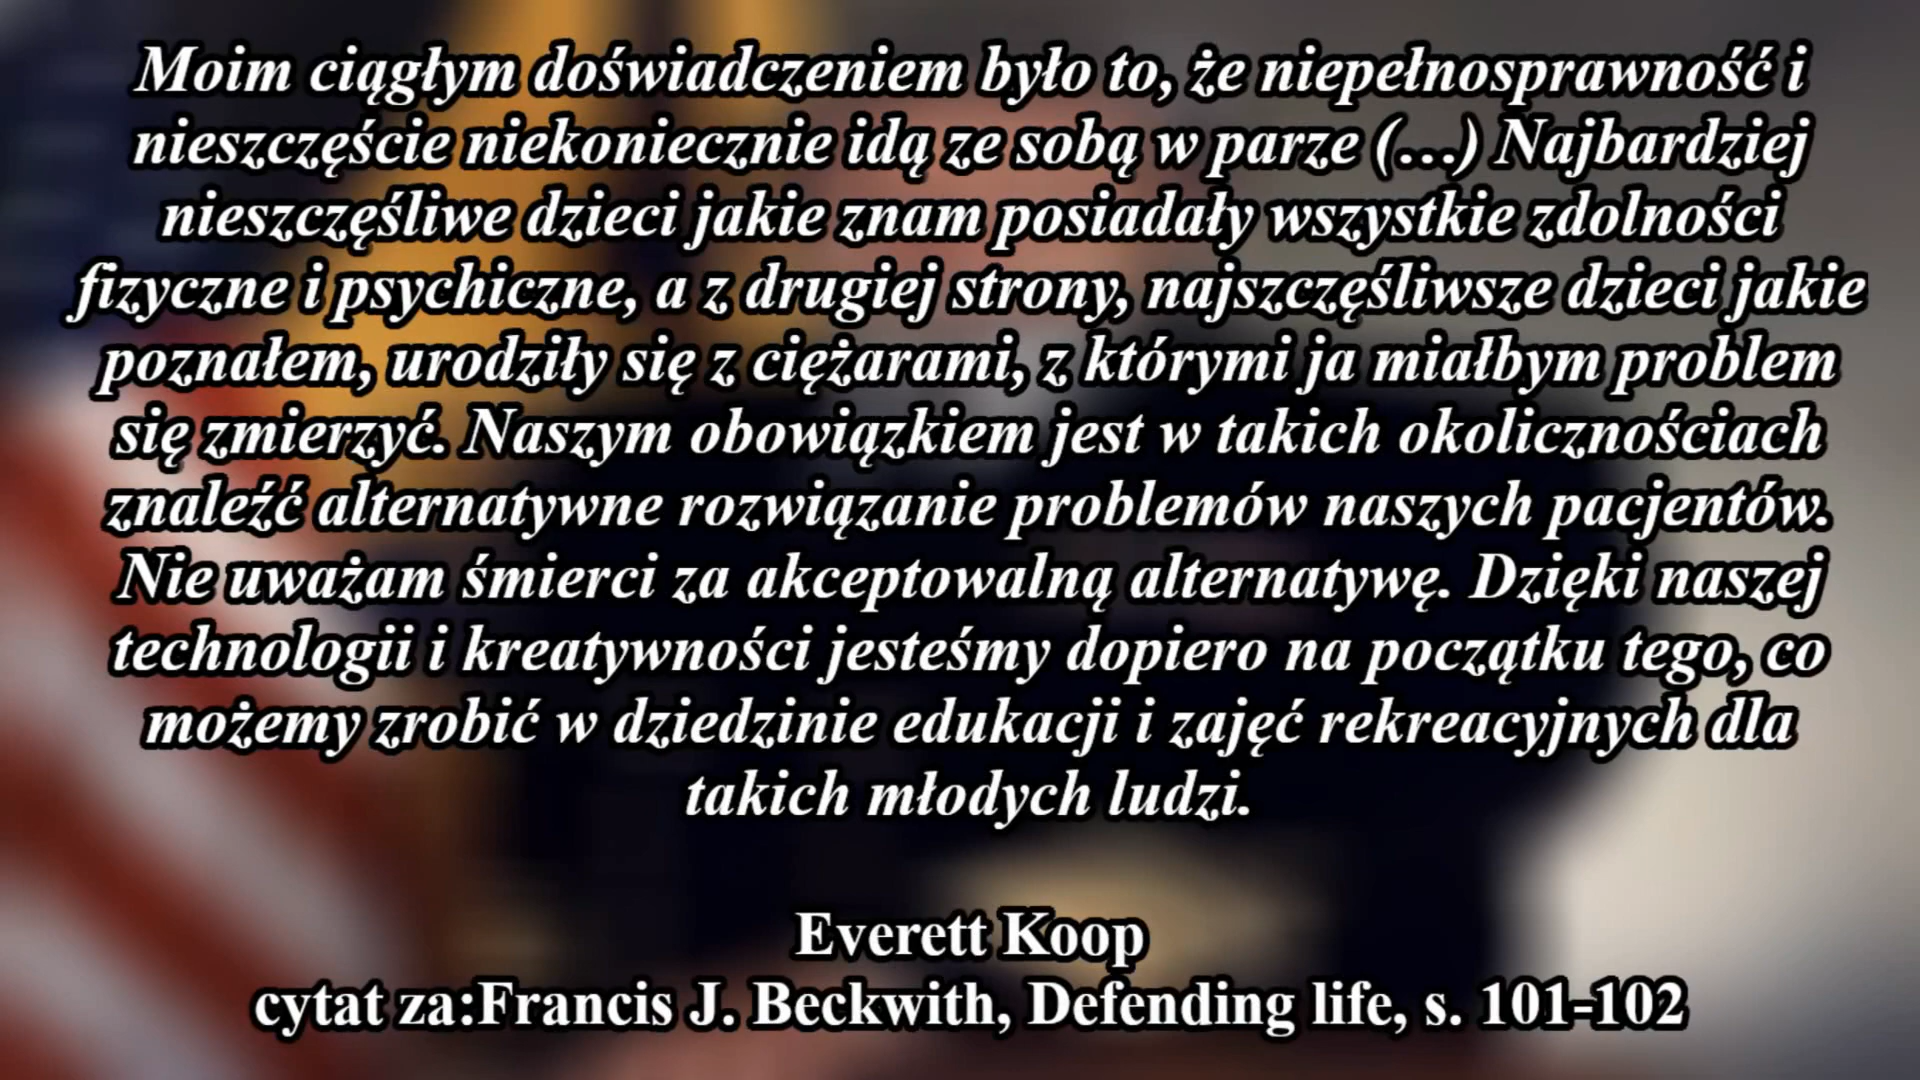 Moim ciągłym doświadczeniem było to, że niepełnosprawność i
nieszczęście niekoniecznie idą ze sobą w parze (…) Najbardziej
nieszczęśliwe dzieci jakie znam posiadały wszystkie zdolności
fizyczne i psychiczne, a z drugiej strony, najszczęśliwsze dzieci jakie
poznałem, urodziły się z ciężarami, z którymi ja miałbym problem
się zmierzyć. Naszym obowiązkiem jest w takich okolicznościach
znaleźć alternatywne rozwiązanie problemów naszych pacjentów.
Nie uważam śmierci za akceptowalną alternatywę. Dzięki naszej
technologii i kreatywności jesteśmy dopiero na początku tego, co
możemy zrobić w dziedzinie edukacji i zajęć rekreacyjnych dla
takich młodych ludzi.
Everett Koop
cytat za:Francis J. Beckwith, Defending life, s. 101-102